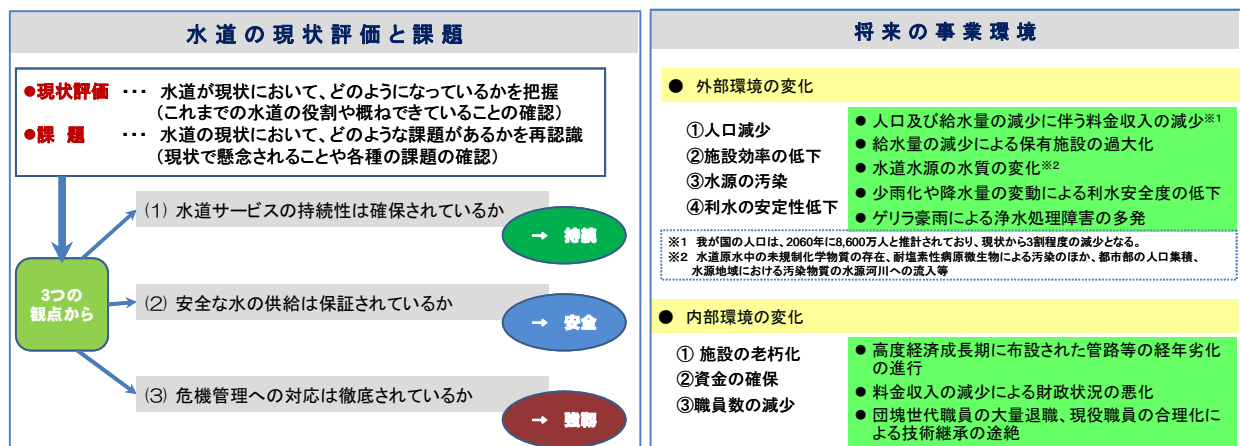 水道の現状評価と課題
●現状評価 ・・・ 水道が現状において、どのようになっているかを把握
(これまでの水道の役割や概ねできていることの確認)
●課 題 ・・・ 水道の現状において、どのような課題があるかを再認識
(現状で懸念されることや各種の課題の確認)
3つの
観点から
(1) 水道サービスの持続性は確保されているか
→ 持続
(2) 安全な水の供給は保証されているか
→ 安全
(3) 危機管理への対応は徹底されているか
→ 強靱
将来の事業環境
● 外部環境の変化
①人口減少
②施設効率の低下
③水源の汚染
④利水の安定性低下
● 人口及び給水量の減少に伴う料金収入の減少※1
● 給水量の減少による保有施設の過大化
● 水道水源の水質の変化※2
● 少雨化や降水量の変動による利水安全度の低下
● ゲリラ豪雨による浄水処理障害の多発
※1 我が国の人口は、2060年に8,600万人と推計されており、現状から3割程度の減少となる。
※2 水道原水中の未規制化学物質の存在、耐塩素性病原微生物による汚染のほか、都市部の人口集積、
水源地域における汚染物質の水源河川への流入等
● 内部環境の変化
① 施設の老朽化
②資金の確保
③職員数の減少
● 高度経済成長期に布設された管路等の経年劣化
の進行
● 料金収入の減少による財政状況の悪化
● 団塊世代職員の大量退職、現役職員の合理化に
よる技術継承の途絶